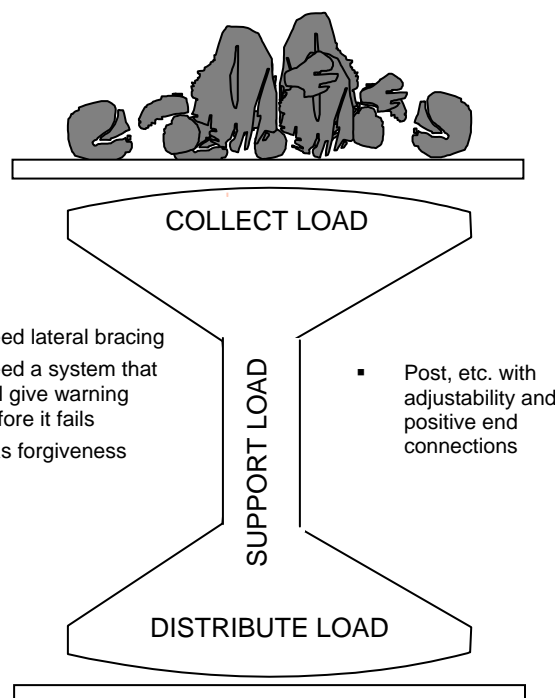 COLLECT LOAD
lateral bracing
a system that
give warning
it fails
forgiveness
SUPPORT LOAD
▪ Post, etc. with
adjustability and
positive end
connections
DISTRIBUTE LOAD